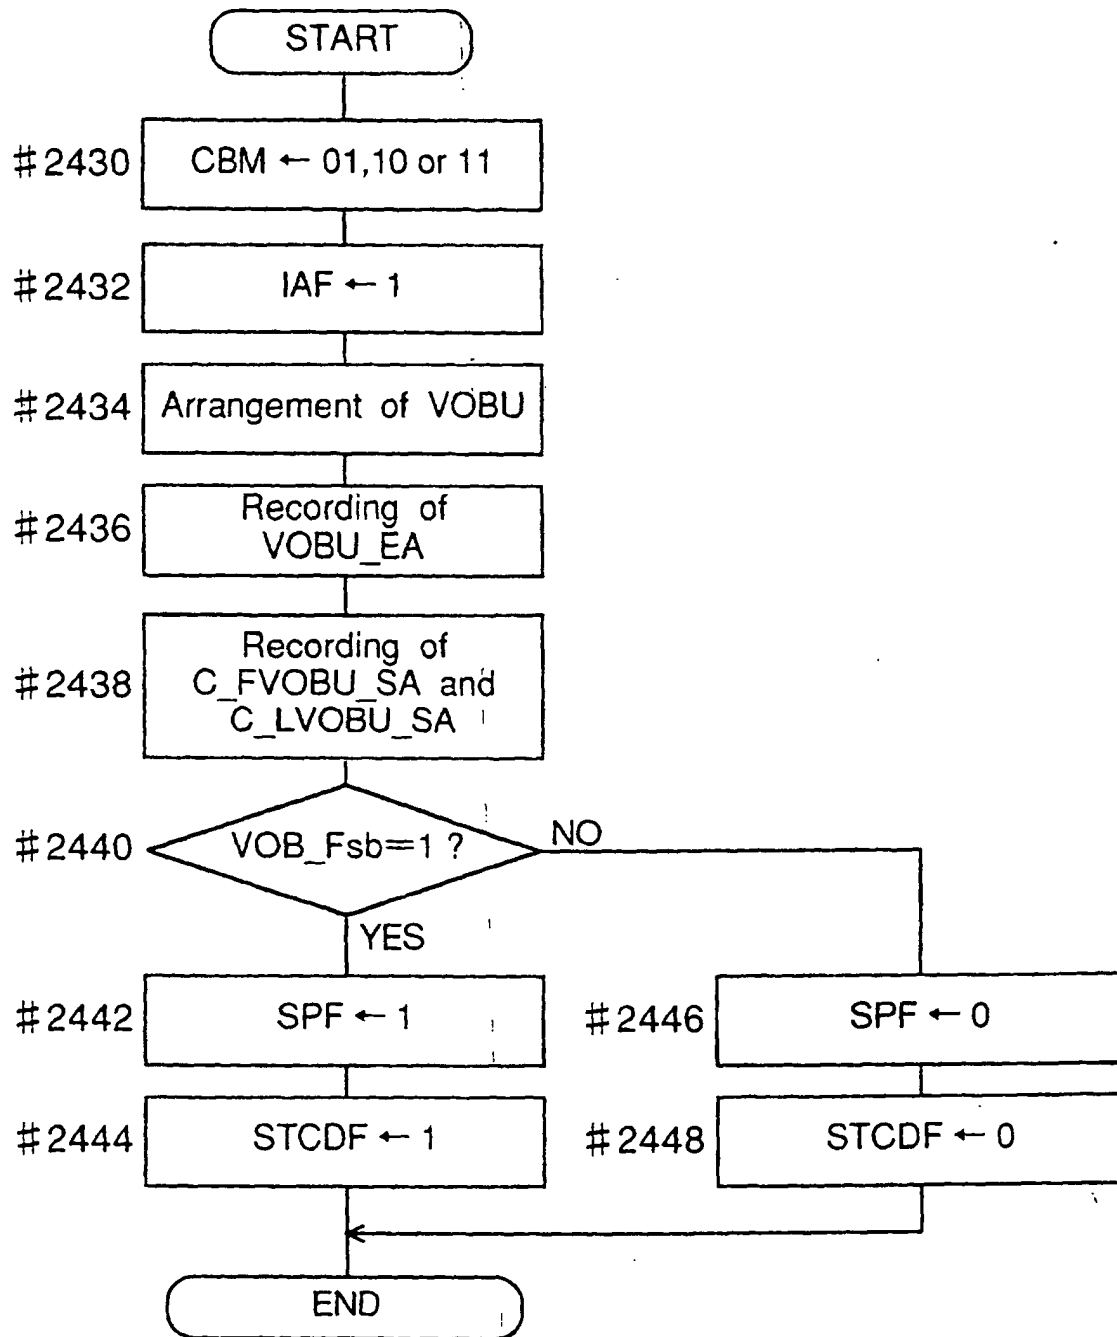 START
#2430
CBM ← 01,10 or 11
#2432
IAF ← 1
#2434
Arrangement of VOBU
#2436
Recording of
VOBU_EA
#2438
Recording of
C_FVOBU_SA and
C_LVOBU_SA
#2440
VOB_Fsb=1 ?
NO
YES
#2442
SPF ← 1
#2446
SPF ← 0
#2444
STCDF ← 1
#2448
STCDF ← 0
END